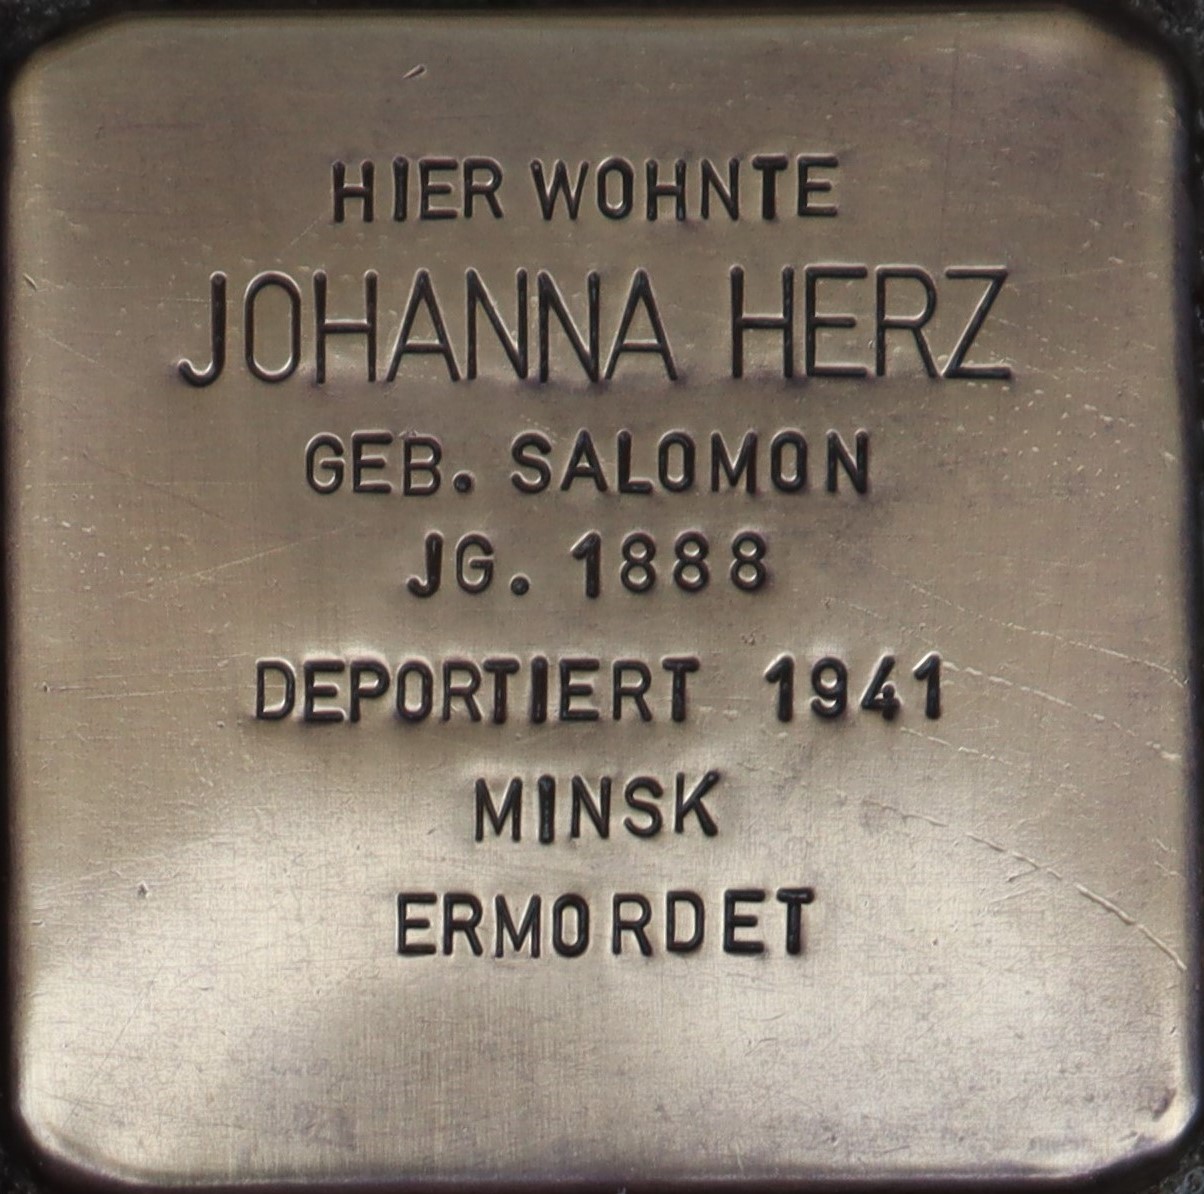 HIER WOHNTE
JOHANNA HERZ
GEB. SALOMON
JG. 1888
DEPORTIERT 1941
MINSK
ERMORDET